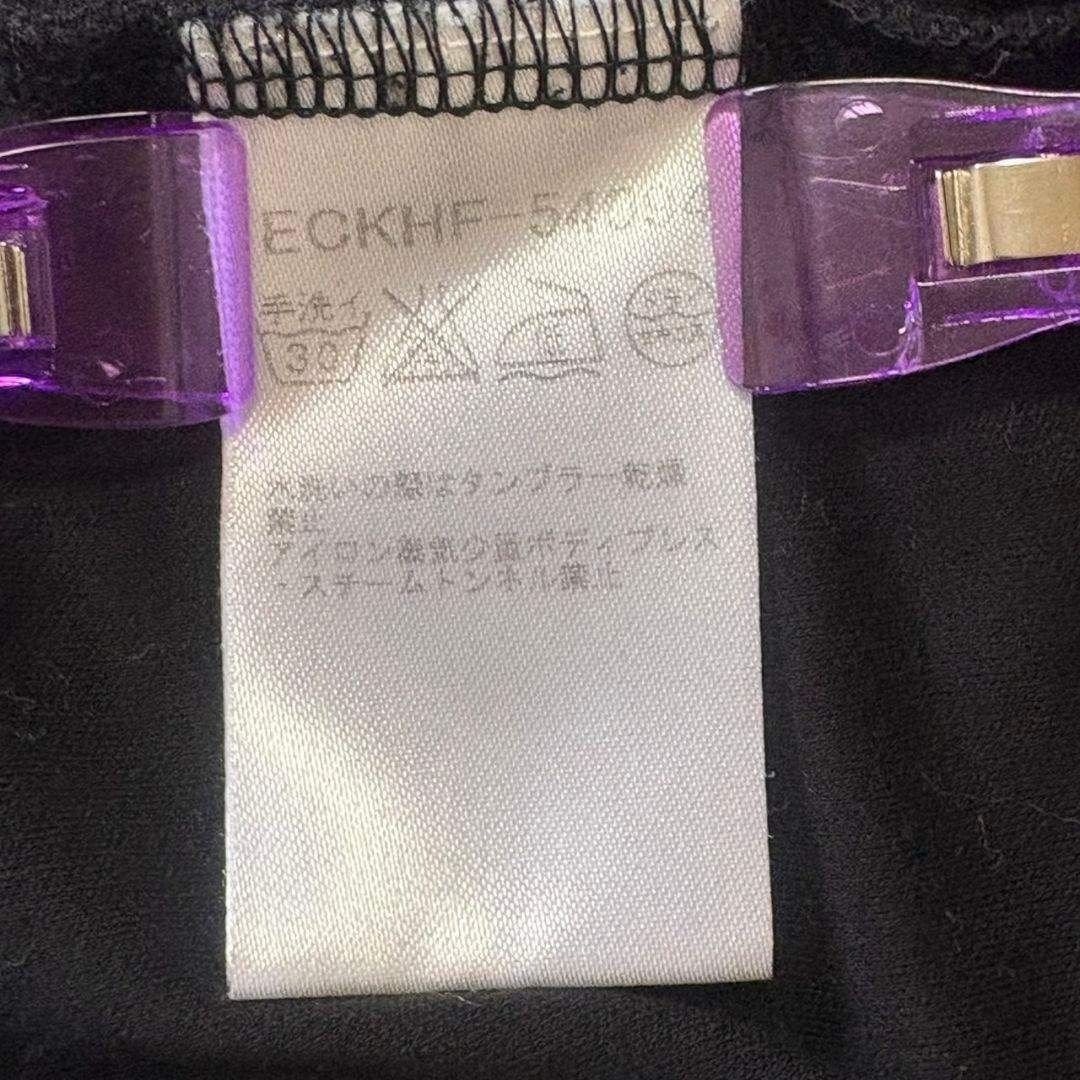 ECKHF-54
手洗イ
30
水洗いの際はタンブラー乾燥
禁止
アイロン蒸気少量ボディプレス
・スチームトンネル禁止